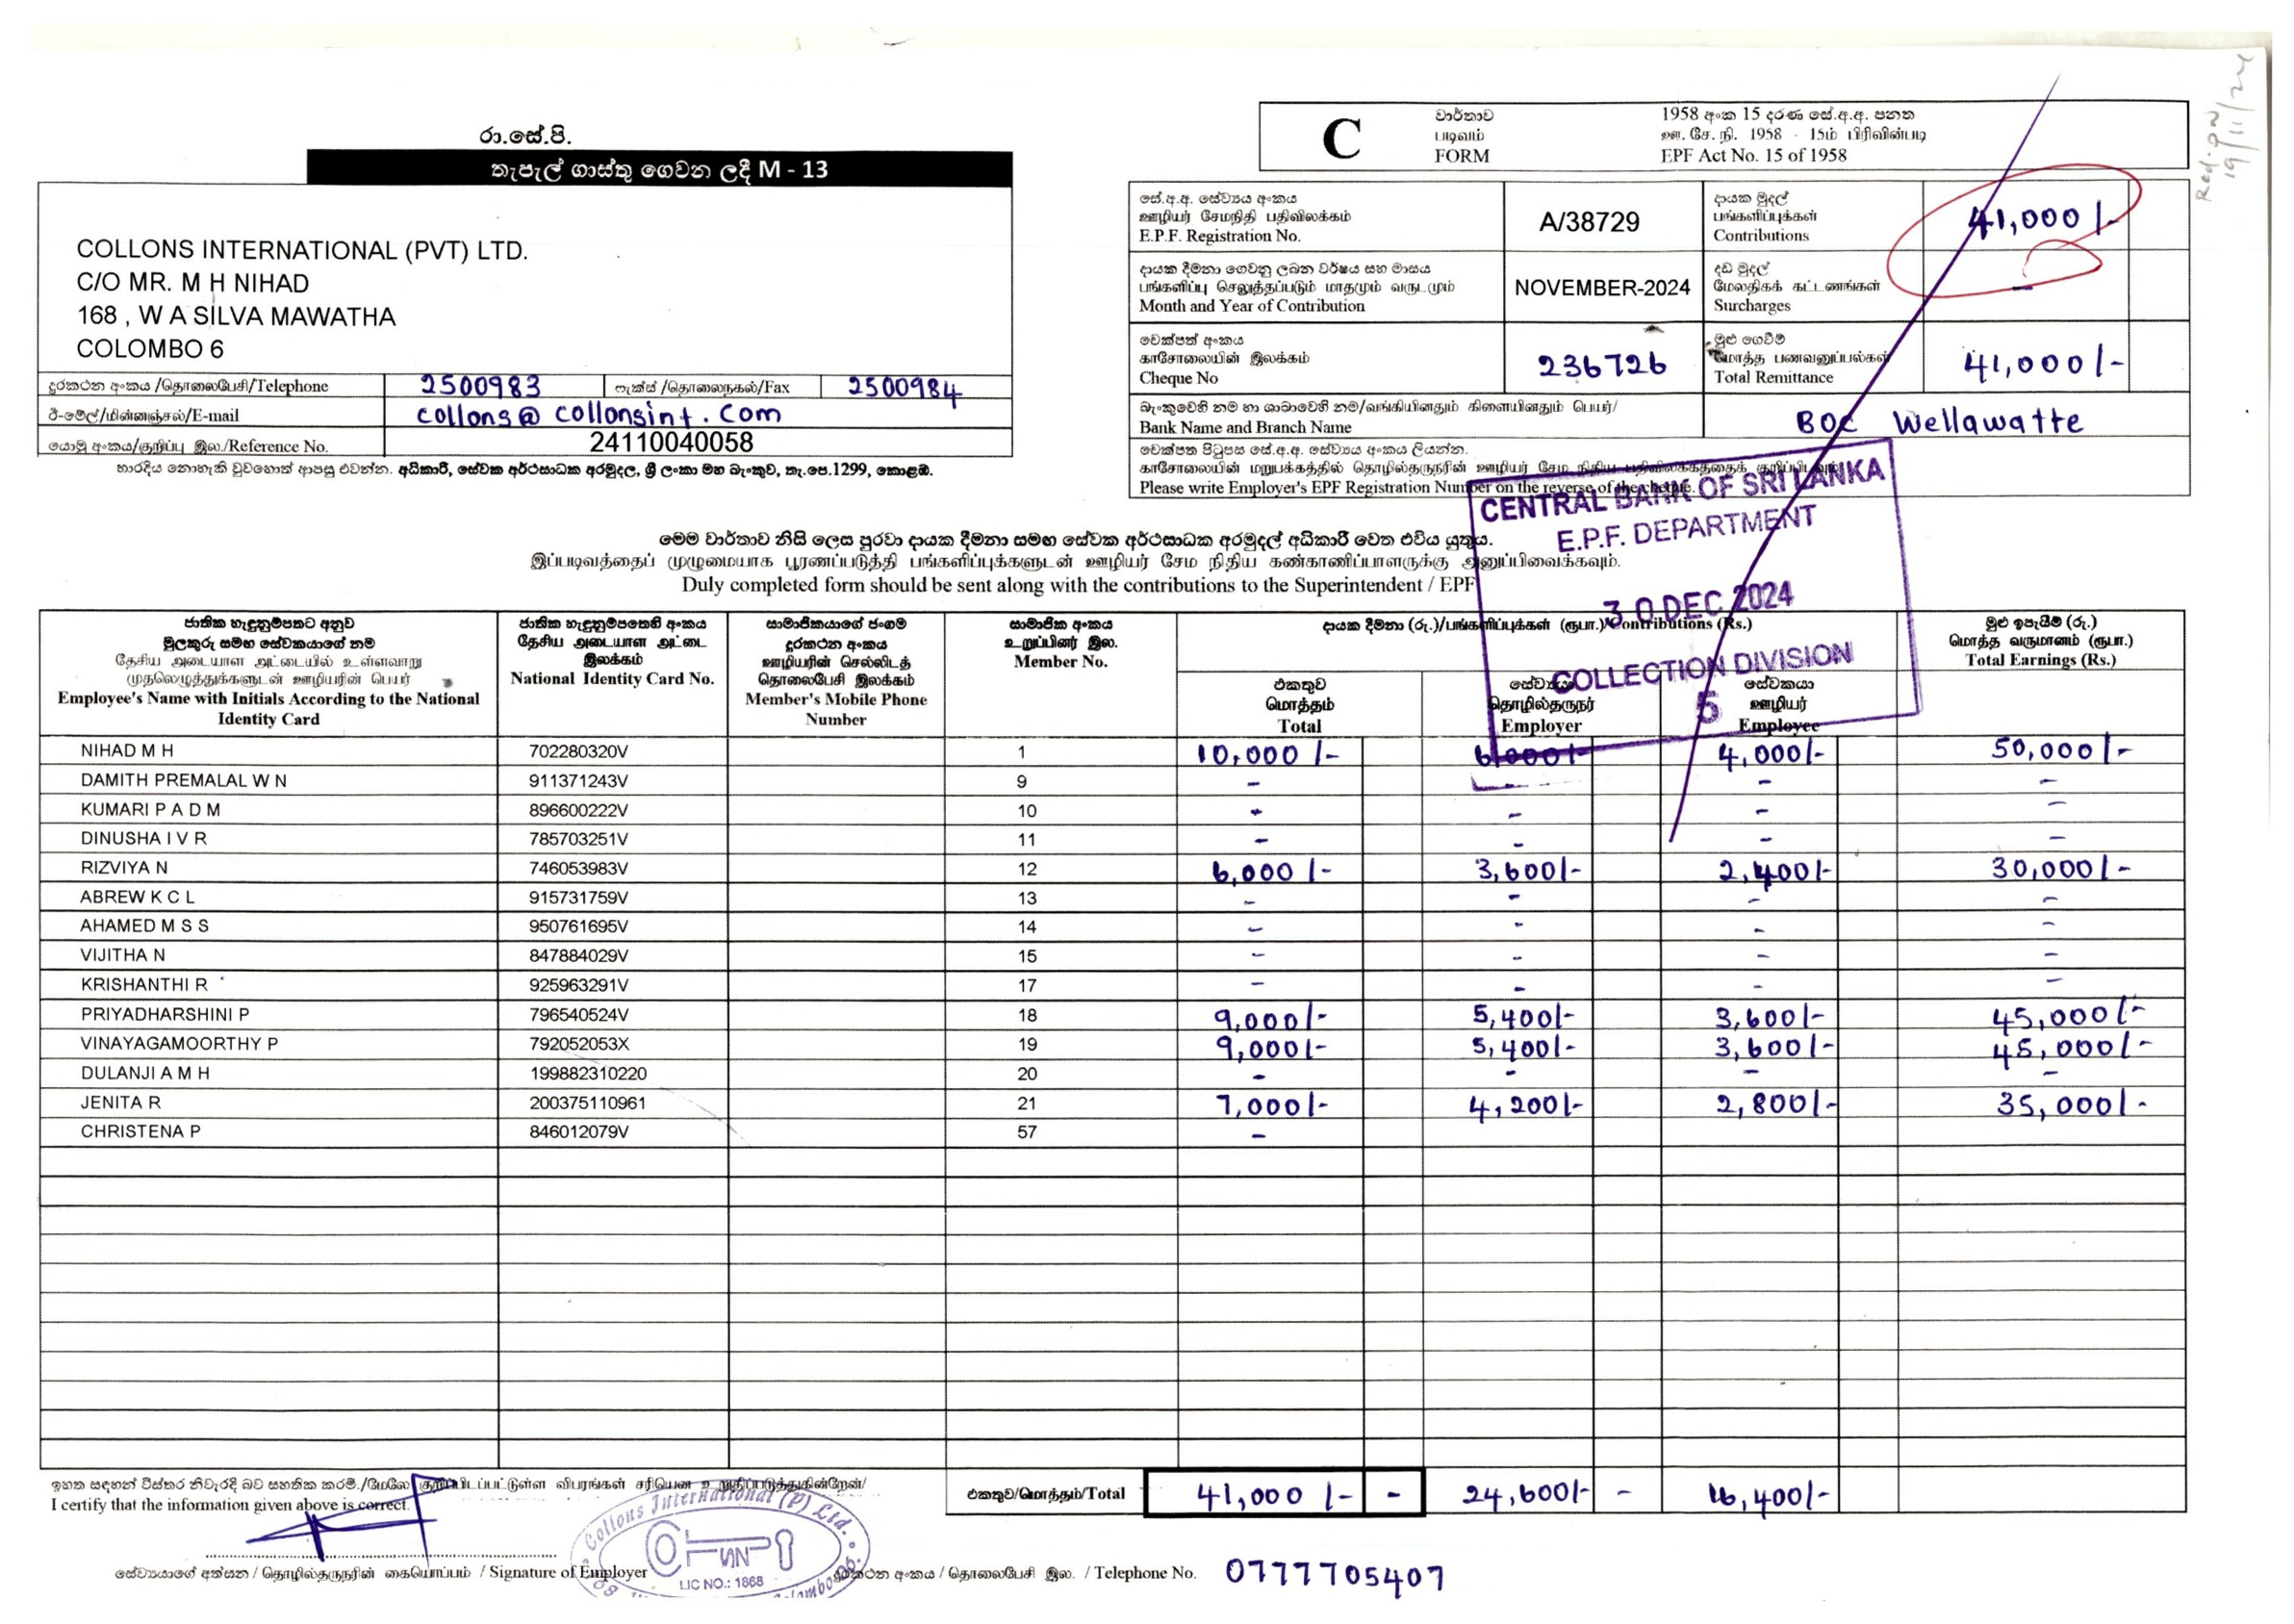 රා.සේ.පි.
තැපැල් ගාස්තු ගෙවන ලදී M - 13
COLLONS INTERNATIONAL (PVT) LTD.
C/O MR. M H NIHAD
168 , W A SILVA MAWATHA
COLOMBO 6
දුරකථන අංකය /தொலைபேசி/Telephone 2500983 ෆැක්ස් /தொலைநகல்/Fax 2500984
ඊ-මේල්/மின்னஞ்சல்/E-mail collons@collonsint.com
යොමු අංකය/குறிப்பு இல./Reference No. 24110040058
භාරදිය නොහැකි වුවහොත් ආපසු එවන්න. අධිකාරී, සේවක අර්ථසාධක අරමුදල, ශ්‍රී ලංකා මහ බැංකුව, තැ.පෙ.1299, කොළඹ.
C
වාර්තාව
படிவம்
FORM
1958 අංක 15 දරණ සේ.අ.අ. පනත
ஊ. சே. நி. 1958 - 15ம் பிரிவின்படி
EPF Act No. 15 of 1958
19/11/24
සේ.අ.අ. සේව්‍යය අංකය
ஊழியர் சேமநிதி பதிவிலக்கம்
E.P.F. Registration No. A/38729
දායක මුදල්
பங்களிப்புக்கள்
Contributions 41,000/-
දායක දීමනා ගෙවනු ලබන වර්ෂය සහ මාසය
பங்களிப்பு செலுத்தப்படும் மாதமும் வருடமும்
Month and Year of Contribution NOVEMBER-2024
දඩ මුදල්
மேலதிகக் கட்டணங்கள்
Surcharges -
චෙක්පත් අංකය
காசோலையின் இலக்கம்
Cheque No 236726
මුළු ගෙවීම්
மொத்த பணவனுப்பல்கள்
Total Remittance 41,000/-
බැංකුවෙහි නම හා ශාඛාවෙහි නම/வங்கியினதும் கிளையினதும் பெயர்/
Bank Name and Branch Name BOC Wellawatte
චෙක්පත පිටුපස සේ.අ.අ. සේව්‍යය අංකය ලියන්න.
காசோலையின் மறுபக்கத்தில் தொழில்தருநரின் ஊழியர் சேம நிதிய பதிவிலக்கத்தைக் குறிப்பிடவும்
Please write Employer's EPF Registration Number on the reverse of the cheque.
CENTRAL BANK OF SRI LANKA
E.P.F. DEPARTMENT
30 DEC 2024
COLLECTION DIVISION
5
මෙම වාර්තාව නිසි ලෙස පුරවා දායක දීමනා සමඟ සේවක අර්ථසාධක අරමුදල් අධිකාරී වෙත එවිය යුතුය.
இப்படிவத்தைப் முழுமையாக பூரணப்படுத்தி பங்களிப்புக்களுடன் ஊழியர் சேம நிதிய கண்காணிப்பாளருக்கு அனுப்பிவைக்கவும்.
Duly completed form should be sent along with the contributions to the Superintendent / EPF
ජාතික හැඳුනුම්පතට අනුව
මුලකුරු සමඟ සේවකයාගේ නම
தேசிய அடையாள அட்டையில் உள்ளவாறு
முதலெழுத்துக்களுடன் ஊழியரின் பெயர்
Employee's Name with Initials According to the National
Identity Card
ජාතික හැඳුනුම්පතෙහි අංකය
தேசிய அடையாள அட்டை
இலக்கம்
National Identity Card No.
සාමාජිකයාගේ ජංගම
දුරකථන අංකය
ஊழியரின் செல்லிடத்
தொலைபேசி இலக்கம்
Member's Mobile Phone
Number
සාමාජික අංකය
உறுப்பினர் இல.
Member No.
දායක දීමනා (රු.)/பங்களிப்புக்கள் (ரூபா.)/Contributions (Rs.)
එකතුව
மொத்தம்
Total
සේව්‍යයා
தொழில்தருநர்
Employer
සේවකයා
ஊழியர்
Employee
මුළු ඉපැයීම් (රු.)
மொத்த வருமானம் (ரூபா.)
Total Earnings (Rs.)
NIHAD M H 702280320V 1 10,000/- 6,000/- 4,000/- 50,000/-
DAMITH PREMALAL W N 911371243V 9 - - - -
KUMARI P A D M 896600222V 10 - - - -
DINUSHA I V R 785703251V 11 - - - -
RIZVIYA N 746053983V 12 6,000/- 3,600/- 2,400/- 30,000/-
ABREW K C L 915731759V 13 - - - -
AHAMED M S S 950761695V 14 - - - -
VIJITHA N 847884029V 15 - - - -
KRISHANTHI R 925963291V 17 - - - -
PRIYADHARSHINI P 796540524V 18 9,000/- 5,400/- 3,600/- 45,000/-
VINAYAGAMOORTHY P 792052053X 19 9,000/- 5,400/- 3,600/- 45,000/-
DULANJI A M H 199882310220 20 - - - -
JENITA R 200375110961 21 7,000/- 4,200/- 2,800/- 35,000/-
CHRISTENA P 846012079V 57 -
ඉහත සඳහන් විස්තර නිවැරදි බව සහතික කරමි./மேலே குறிப்பிடப்பட்டுள்ள விபரங்கள் சரியென உறுதிப்படுத்துகின்றேன்/
I certify that the information given above is correct.
එකතුව/மொத்தம்/Total 41,000/- - 24,600/- - 16,400/-
Collons International (P) Ltd.
LIC NO.: 1868
සේව්‍යයාගේ අත්සන / தொழில்தருநரின் கையொப்பம் / Signature of Employer
දුරකථන අංකය / தொலைபேசி இல. / Telephone No. 0777705407